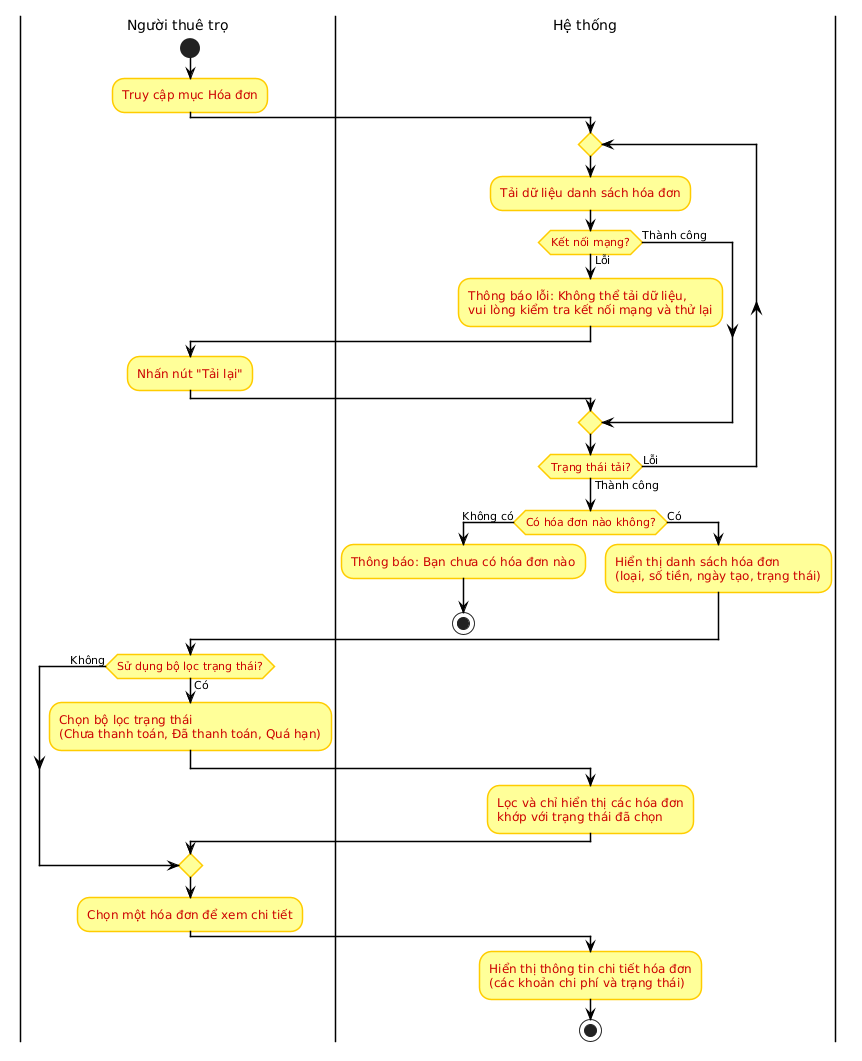 Người thuê trọ
Hệ thống
Truy cập mục Hóa đơn
Tải dữ liệu danh sách hóa đơn
Kết nối mạng?
Thành công
Lỗi
Thông báo lỗi: Không thể tải dữ liệu,
vui lòng kiểm tra kết nối mạng và thử lại
Nhấn nút "Tải lại"
Trạng thái tải?
Lỗi
Thành công
Có hóa đơn nào không?
Không có
Có
Thông báo: Bạn chưa có hóa đơn nào
Hiển thị danh sách hóa đơn
(loại, số tiền, ngày tạo, trạng thái)
Sử dụng bộ lọc trạng thái?
Không
Có
Chọn bộ lọc trạng thái
(Chưa thanh toán, Đã thanh toán, Quá hạn)
Lọc và chỉ hiển thị các hóa đơn
khớp với trạng thái đã chọn
Chọn một hóa đơn để xem chi tiết
Hiển thị thông tin chi tiết hóa đơn
(các khoản chi phí và trạng thái)